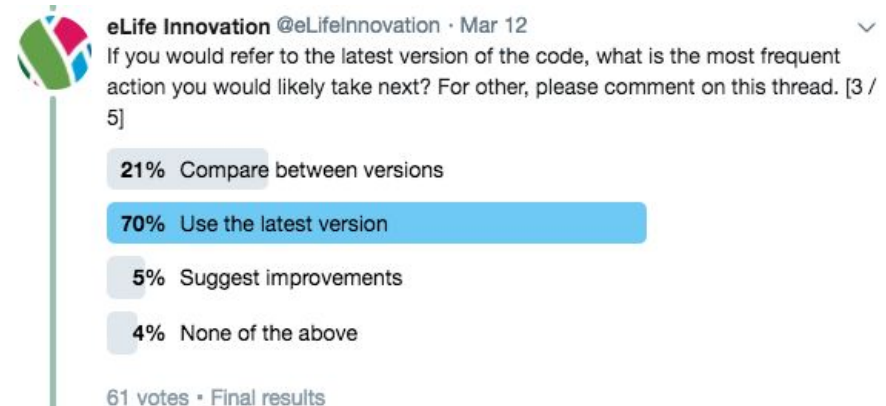 eLife Innovation @eLifeInnovation · Mar 12
If you would refer to the latest version of the code, what is the most frequent
action you would likely take next? For other, please comment on this thread. [3 /
5]
21% Compare between versions
70% Use the latest version
5% Suggest improvements
4% None of the above
61 votes • Final results